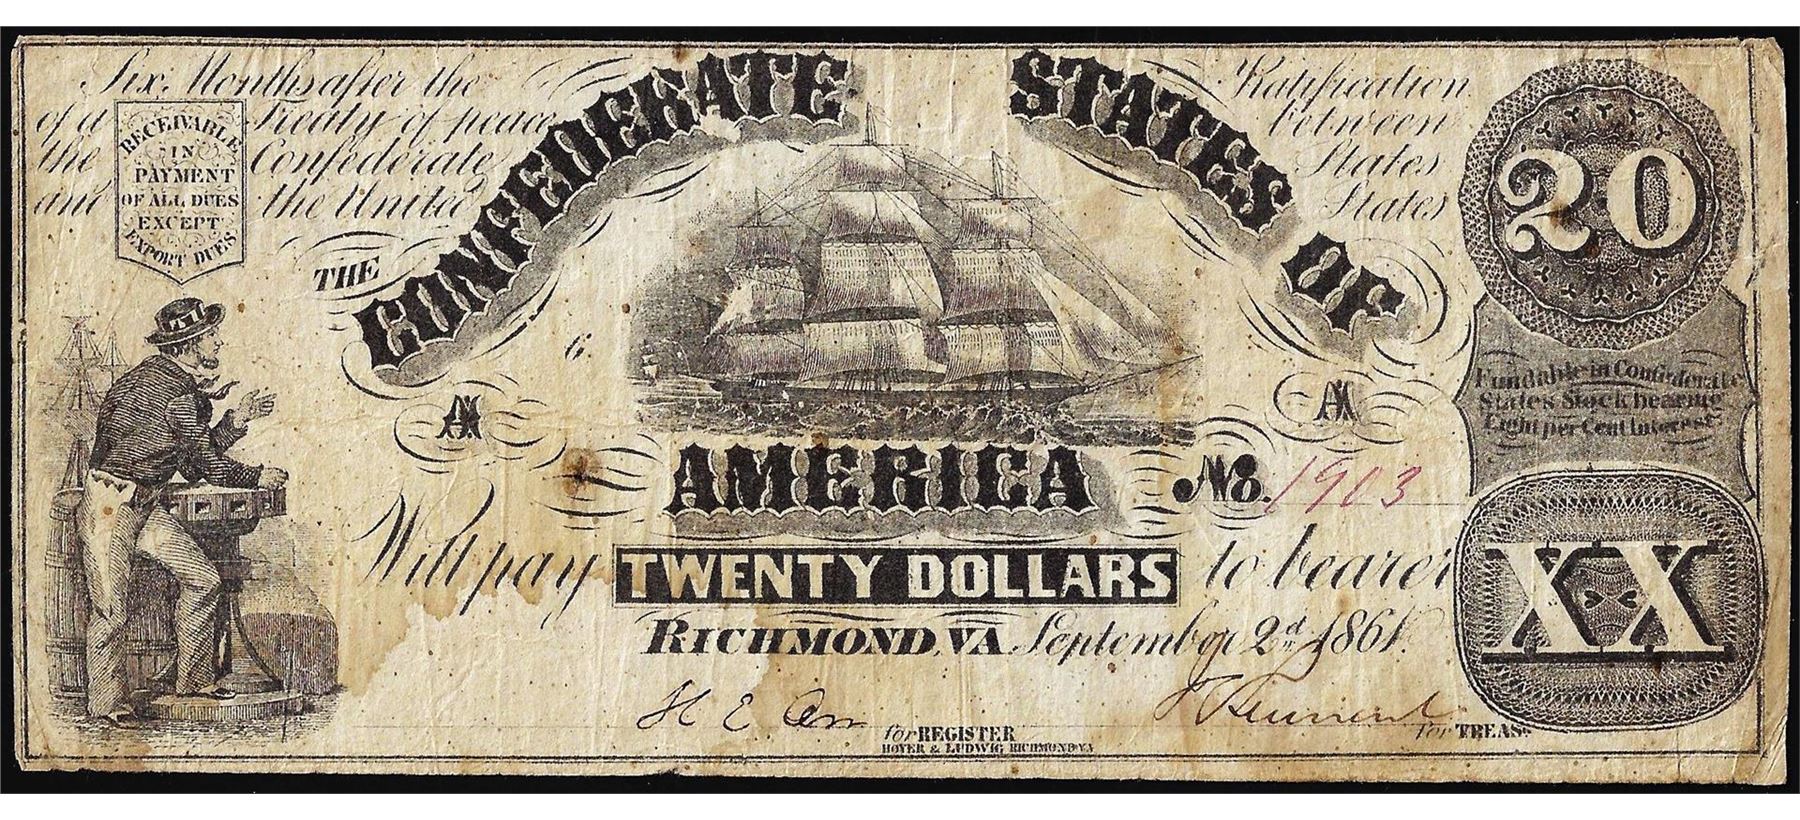 Six Months after the Ratification
of a Treaty of peace between
the Confederate States
and the United States
RECEIVABLE
IN
PAYMENT
OF ALL DUES
EXCEPT
EXPORT DUES
THE
CONFEDERATE STATES OF
AMERICA
6
A A
No. 1903
20
Fundable in Confederate
States Stock bearing
Eight per Cent Interest
Will pay TWENTY DOLLARS to bearer
RICHMOND, VA September 2d 1861
XX
H E
for REGISTER
for TREASR
HOYER & LUDWIG, RICHMOND VA